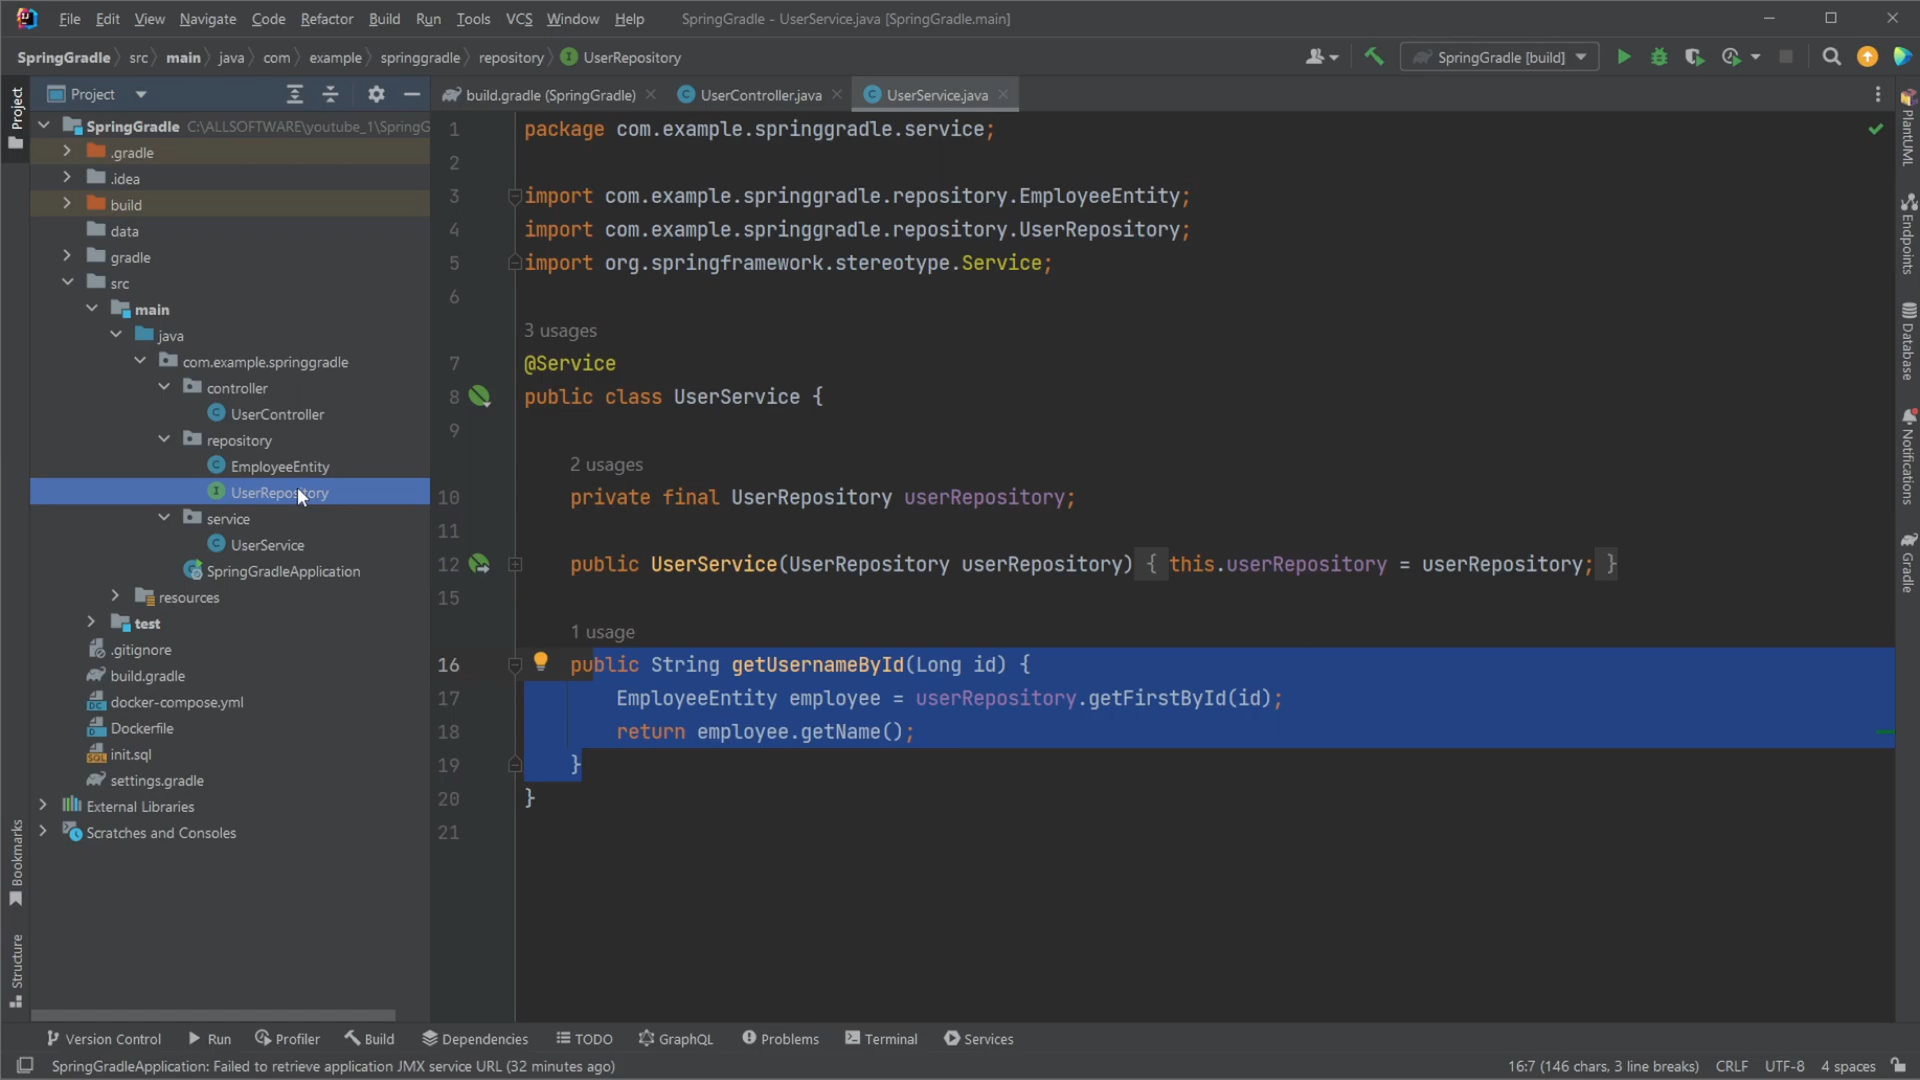 File Edit View Navigate Code Refactor Build Run Tools VCS Window Help SpringGradle - UserService.java [SpringGradle.main]
SpringGradle src main java com example springgradle repository UserRepository SpringGradle [build]
Project
build.gradle (SpringGradle) UserController.java UserService.java
SpringGradle C:\ALLSOFTWARE\youtube_1\SpringG
.gradle
.idea
build
data
gradle
src
main
java
com.example.springgradle
controller
UserController
repository
EmployeeEntity
UserRepository
service
UserService
SpringGradleApplication
resources
test
.gitignore
build.gradle
docker-compose.yml
Dockerfile
init.sql
settings.gradle
External Libraries
Scratches and Consoles
Project
Bookmarks
Structure
1 package com.example.springgradle.service;
2
3 import com.example.springgradle.repository.EmployeeEntity;
4 import com.example.springgradle.repository.UserRepository;
5 import org.springframework.stereotype.Service;
6
3 usages
7 @Service
8 public class UserService {
9
2 usages
10 private final UserRepository userRepository;
11
12 public UserService(UserRepository userRepository) { this.userRepository = userRepository; }
15
1 usage
16 public String getUsernameById(Long id) {
17 EmployeeEntity employee = userRepository.getFirstById(id);
18 return employee.getName();
19 }
20 }
21
PlantUML
Endpoints
Database
Notifications
Gradle
Version Control Run Profiler Build Dependencies TODO GraphQL Problems Terminal Services
SpringGradleApplication: Failed to retrieve application JMX service URL (32 minutes ago) 16:7 (146 chars, 3 line breaks) CRLF UTF-8 4 spaces